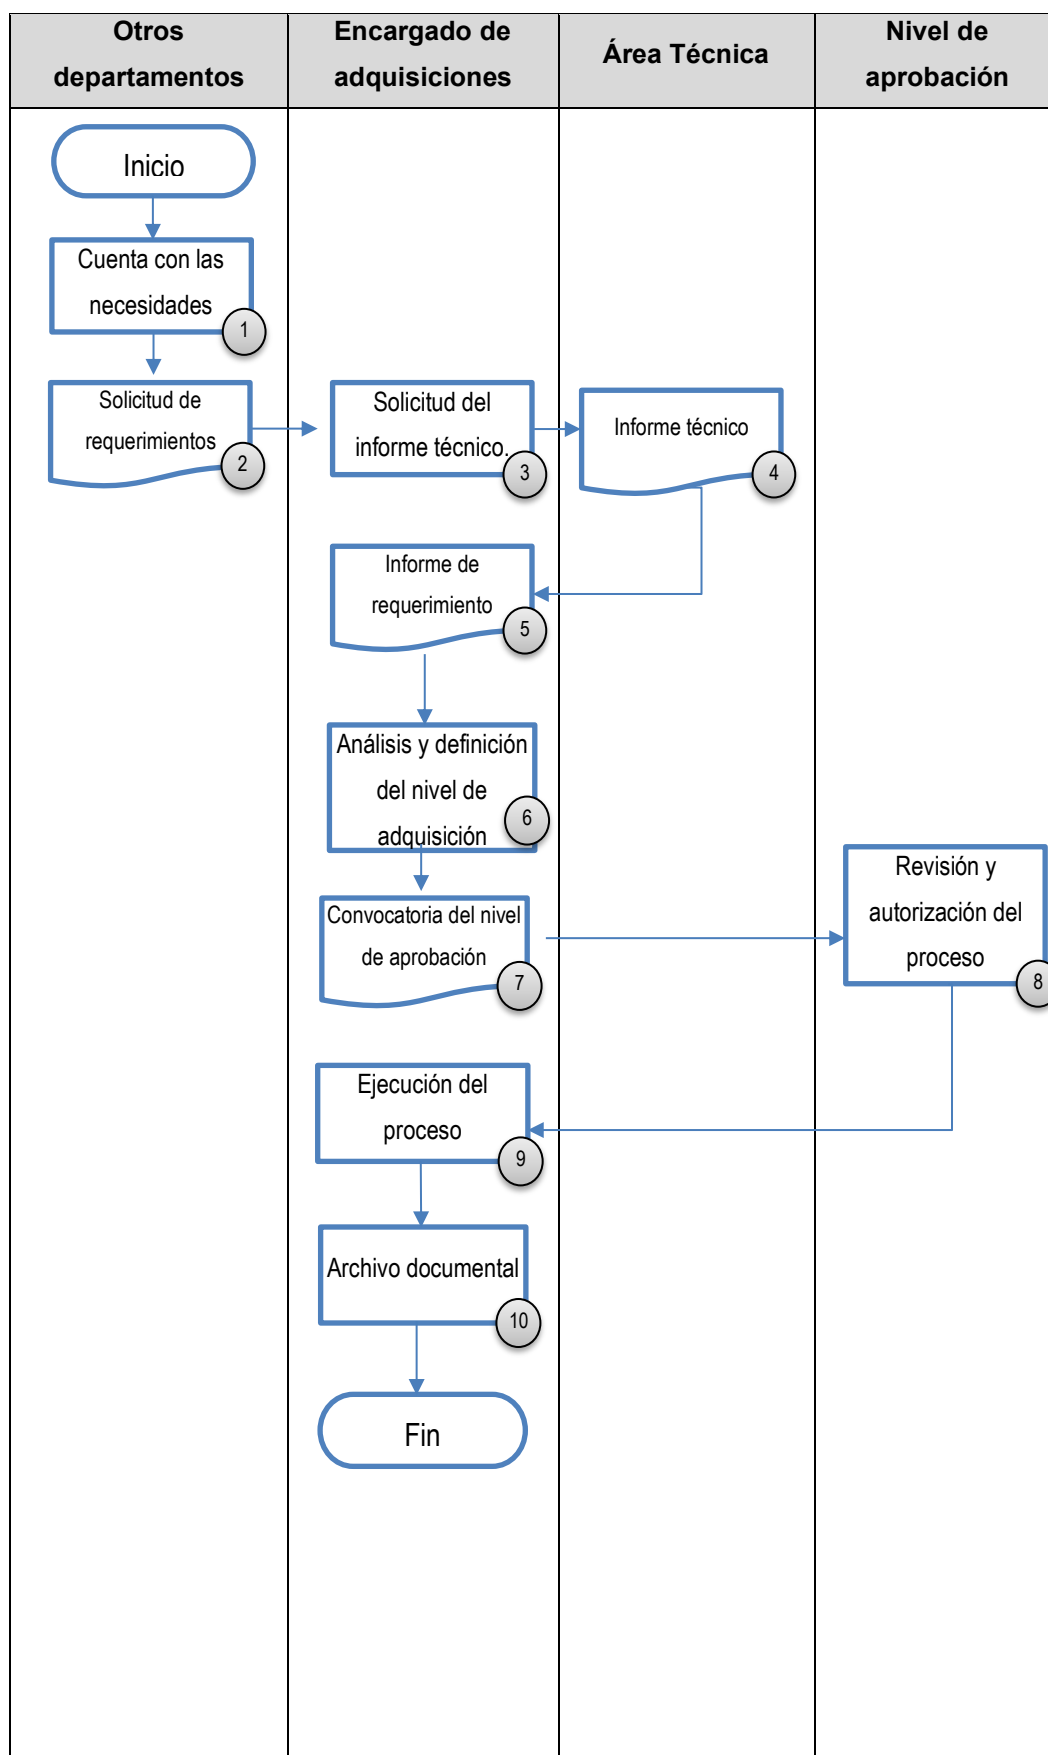 Otros
departamentos
Encargado de
adquisiciones
Área Técnica
Nivel de
aprobación
Inicio
Cuenta con las
necesidades
1
Solicitud de
requerimientos
2
Solicitud del
informe técnico.
3
Informe técnico
4
Informe de
requerimiento
5
Análisis y definición
del nivel de
adquisición
6
Convocatoria del nivel
de aprobación
7
Revisión y
autorización del
proceso
8
Ejecución del
proceso
9
Archivo documental
10
Fin